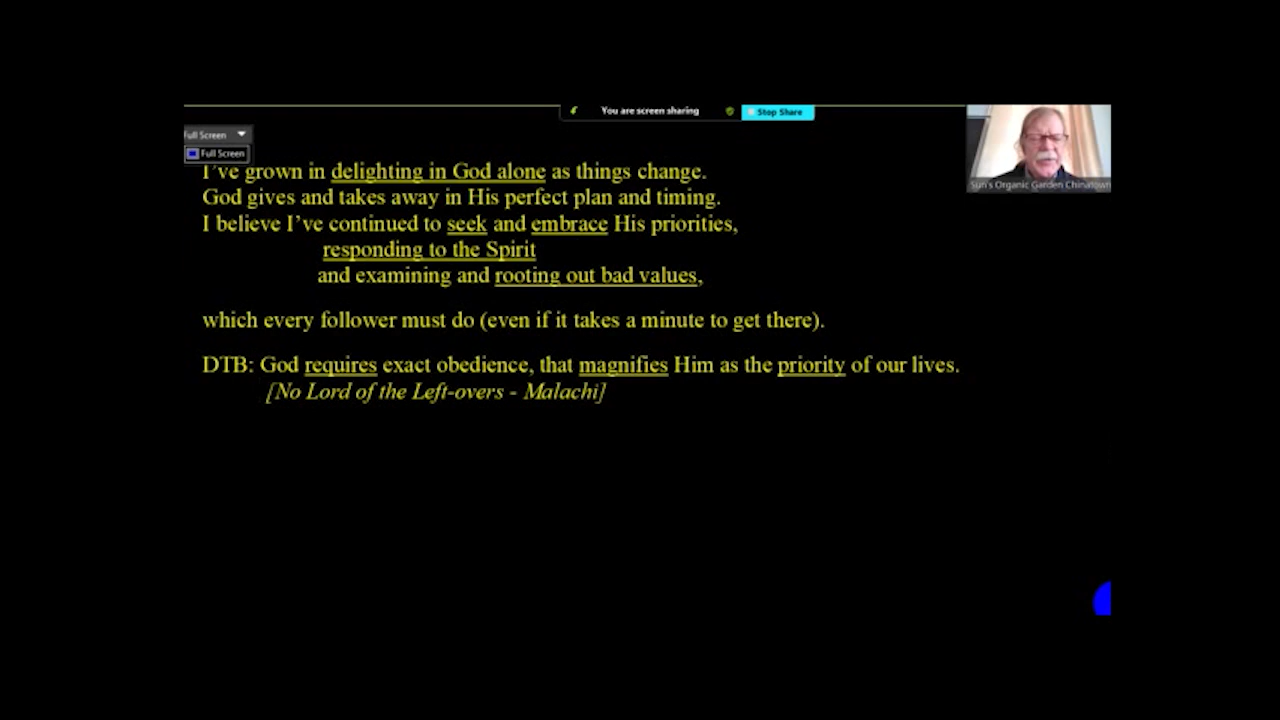 You are screen sharing
Stop Share
Full Screen
Full Screen
Sun's Organic Garden Chinatown
I've grown in delighting in God alone as things change.
God gives and takes away in His perfect plan and timing.
I believe I've continued to seek and embrace His priorities,
responding to the Spirit
and examining and rooting out bad values,
which every follower must do (even if it takes a minute to get there).
DTB: God requires exact obedience, that magnifies Him as the priority of our lives.
[No Lord of the Left-overs - Malachi]